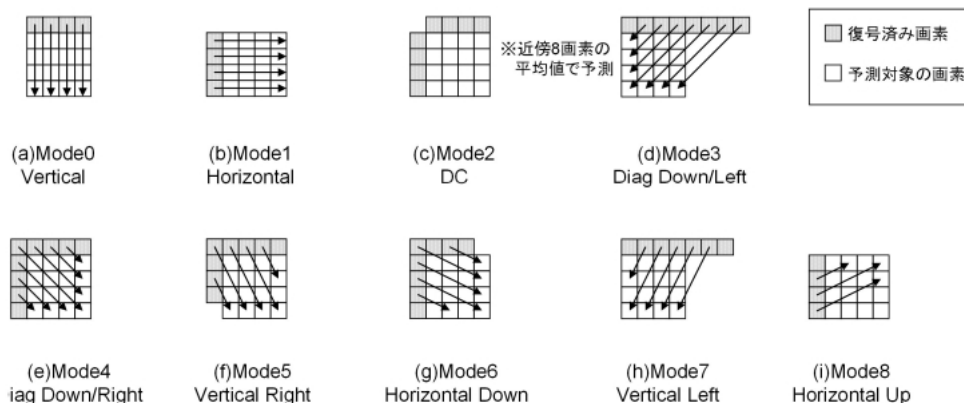 ※近傍8画素の
平均値で予測
復号済み画素
予測対象の画素
(a)Mode0
Vertical
(b)Mode1
Horizontal
(c)Mode2
DC
(d)Mode3
Diag Down/Left
(e)Mode4
iag Down/Right
(f)Mode5
Vertical Right
(g)Mode6
Horizontal Down
(h)Mode7
Vertical Left
(i)Mode8
Horizontal Up